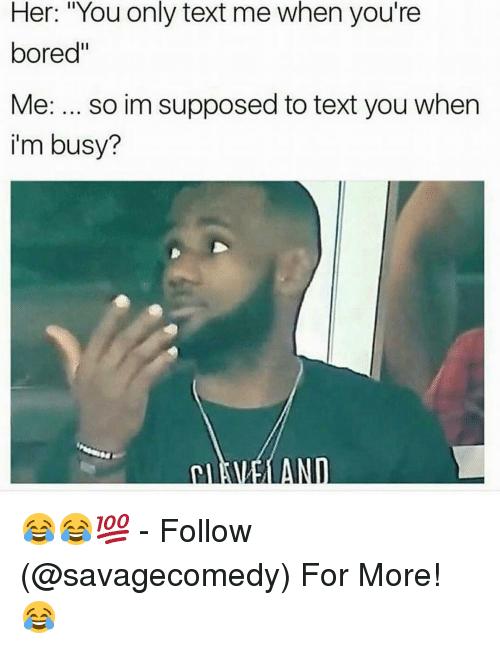 Her: "You only text me when you're
bored"
Me: ... so im supposed to text you when
i'm busy?
CLEVELAND
😂😂💯 - Follow
(@savagecomedy) For More!
😂